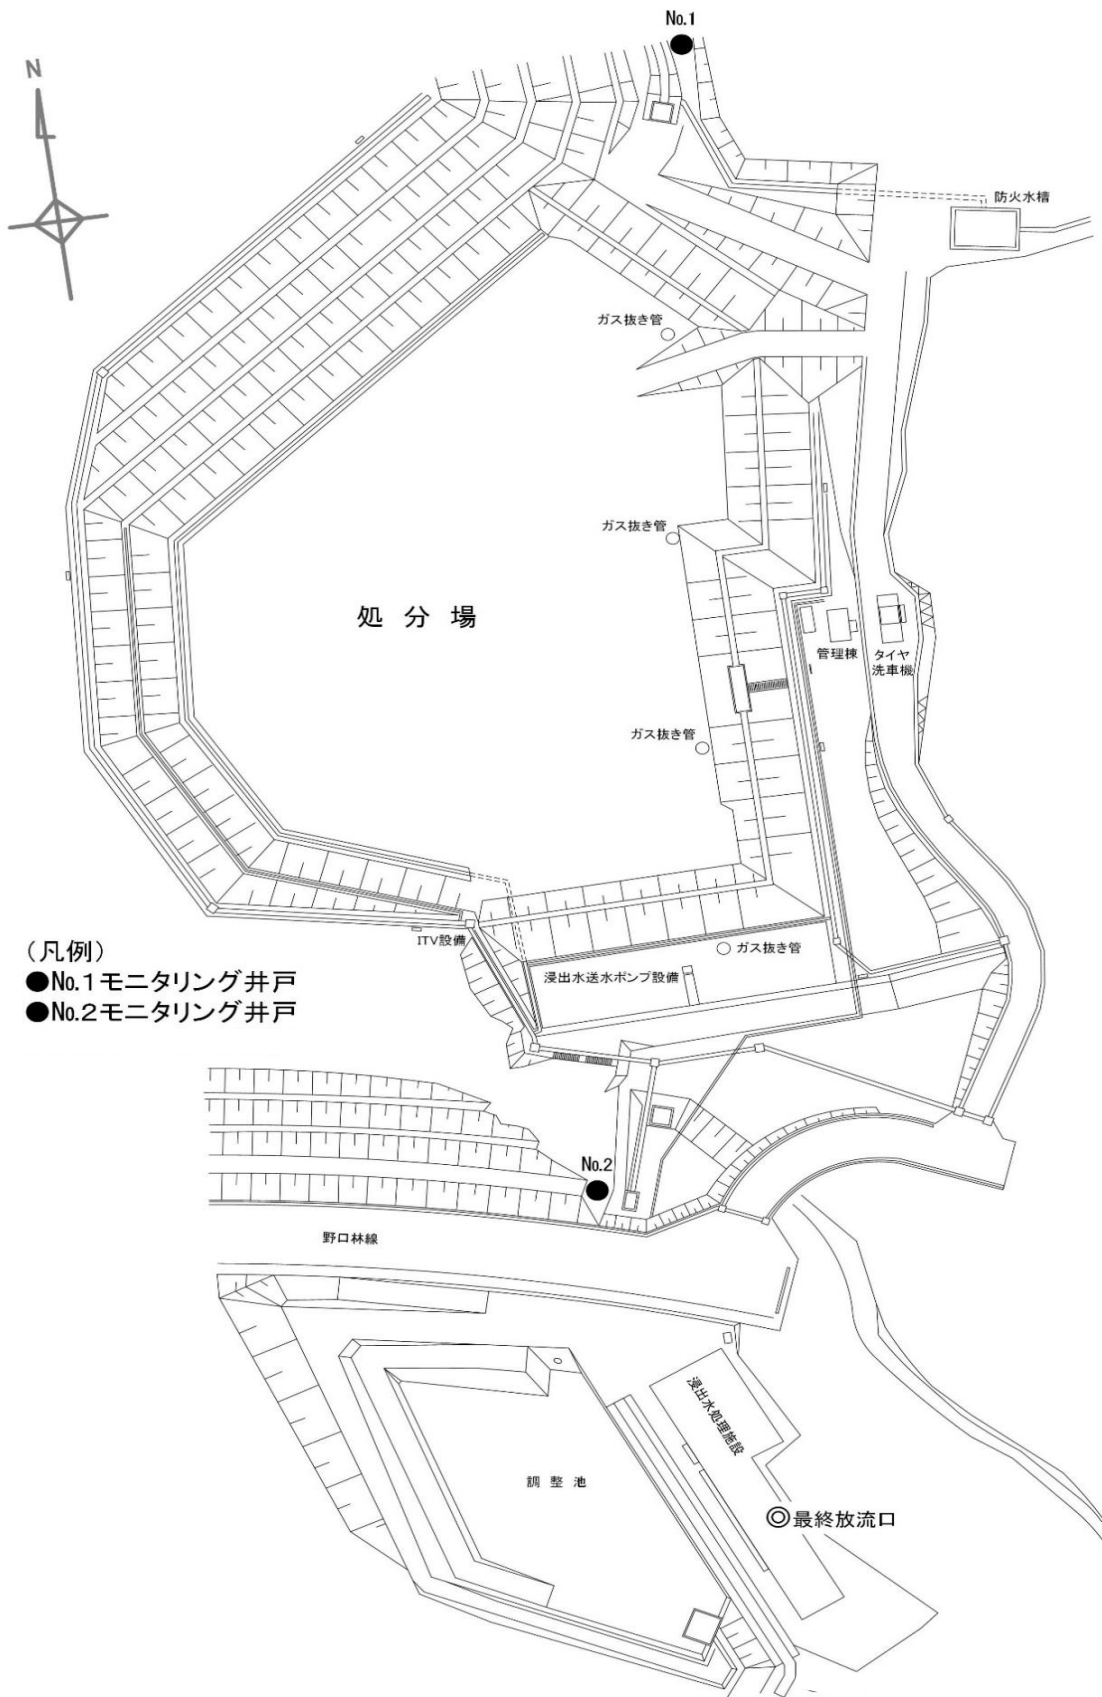 No.1
N
防火水槽
ガス抜き管
ガス抜き管
処分場
管理棟
タイヤ
洗車機
ガス抜き管
ITV設備
ガス抜き管
浸出水送水ポンプ設備
(凡例)
●No.1モニタリング井戸
●No.2モニタリング井戸
No.2
野口林線
浸出水処理施設
調整池
◎最終放流口